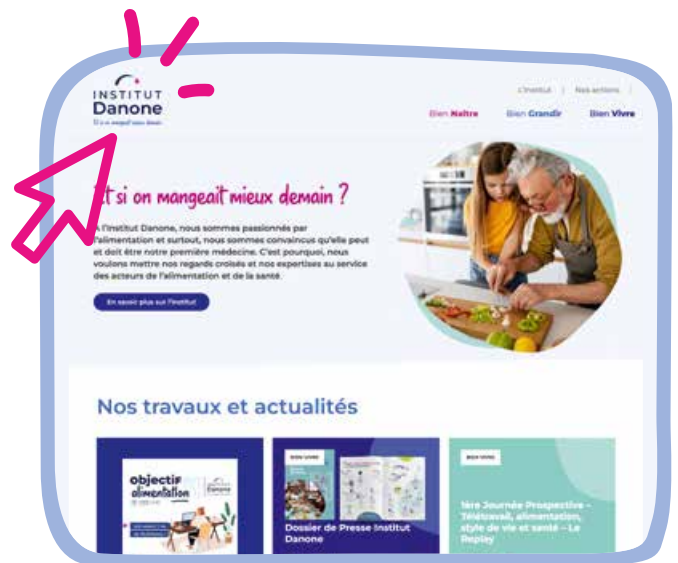 INSTITUT
Danone
L'Institut | Nos actions |
Bien Naître Bien Grandir Bien Vivre
Et si on mangeait mieux demain ?
À l'Institut Danone, nous sommes passionnés par
l'alimentation et surtout, nous sommes convaincus qu'elle peut
et doit être notre première médecine. C'est pourquoi, nous
voulons mettre nos regards croisés et nos expertises au service
des acteurs de l'alimentation et de la santé.
En savoir plus sur l'Institut
Nos travaux et actualités
objectif
alimentation
BIEN VIVRE
Dossier de Presse Institut
Danone
BIEN VIVRE
1ère Journée Prospective –
Télétravail, alimentation,
style de vie et santé – Le
Replay